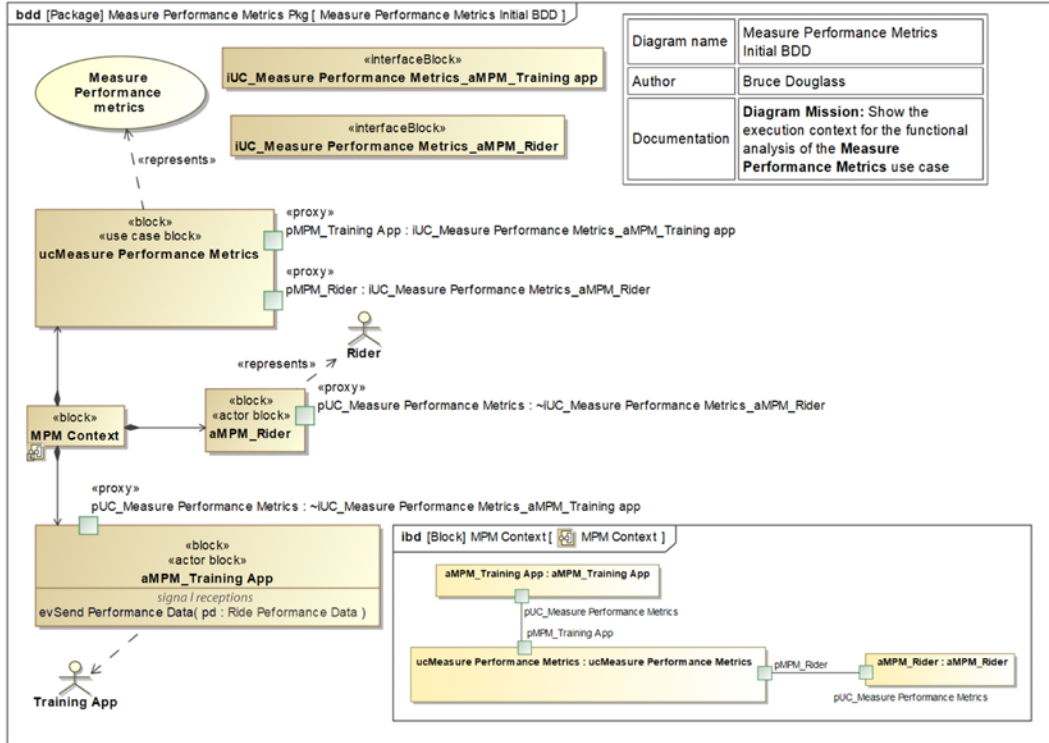 bdd [Package] Measure Performance Metrics Pkg [ Measure Performance Metrics Initial BDD ]
Measure
Performance
metrics
«interfaceBlock»
iUC_Measure Performance Metrics_aMPM_Training app
«interfaceBlock»
iUC_Measure Performance Metrics_aMPM_Rider
Diagram name
Measure Performance Metrics
Initial BDD
Author
Bruce Douglass
Documentation
Diagram Mission: Show the
execution context for the functional
analysis of the Measure
Performance Metrics use case
«represents»
«block»
«use case block»
ucMeasure Performance Metrics
«proxy»
pMPM_Training App : iUC_Measure Performance Metrics_aMPM_Training app
«proxy»
pMPM_Rider : iUC_Measure Performance Metrics_aMPM_Rider
Rider
«represents»
«block»
«actor block»
aMPM_Rider
«proxy»
pUC_Measure Performance Metrics : ~iUC_Measure Performance Metrics_aMPM_Rider
«block»
MPM Context
«proxy»
pUC_Measure Performance Metrics : ~iUC_Measure Performance Metrics_aMPM_Training app
«block»
«actor block»
aMPM_Training App
signa l receptions
evSend Performance Data( pd : Ride Peformance Data )
Training App
ibd [Block] MPM Context [ MPM Context ]
aMPM_Training App : aMPM_Training App
pUC_Measure Performance Metrics
pMPM_Training App
ucMeasure Performance Metrics : ucMeasure Performance Metrics
pMPM_Rider
aMPM_Rider : aMPM_Rider
pUC_Measure Performance Metrics